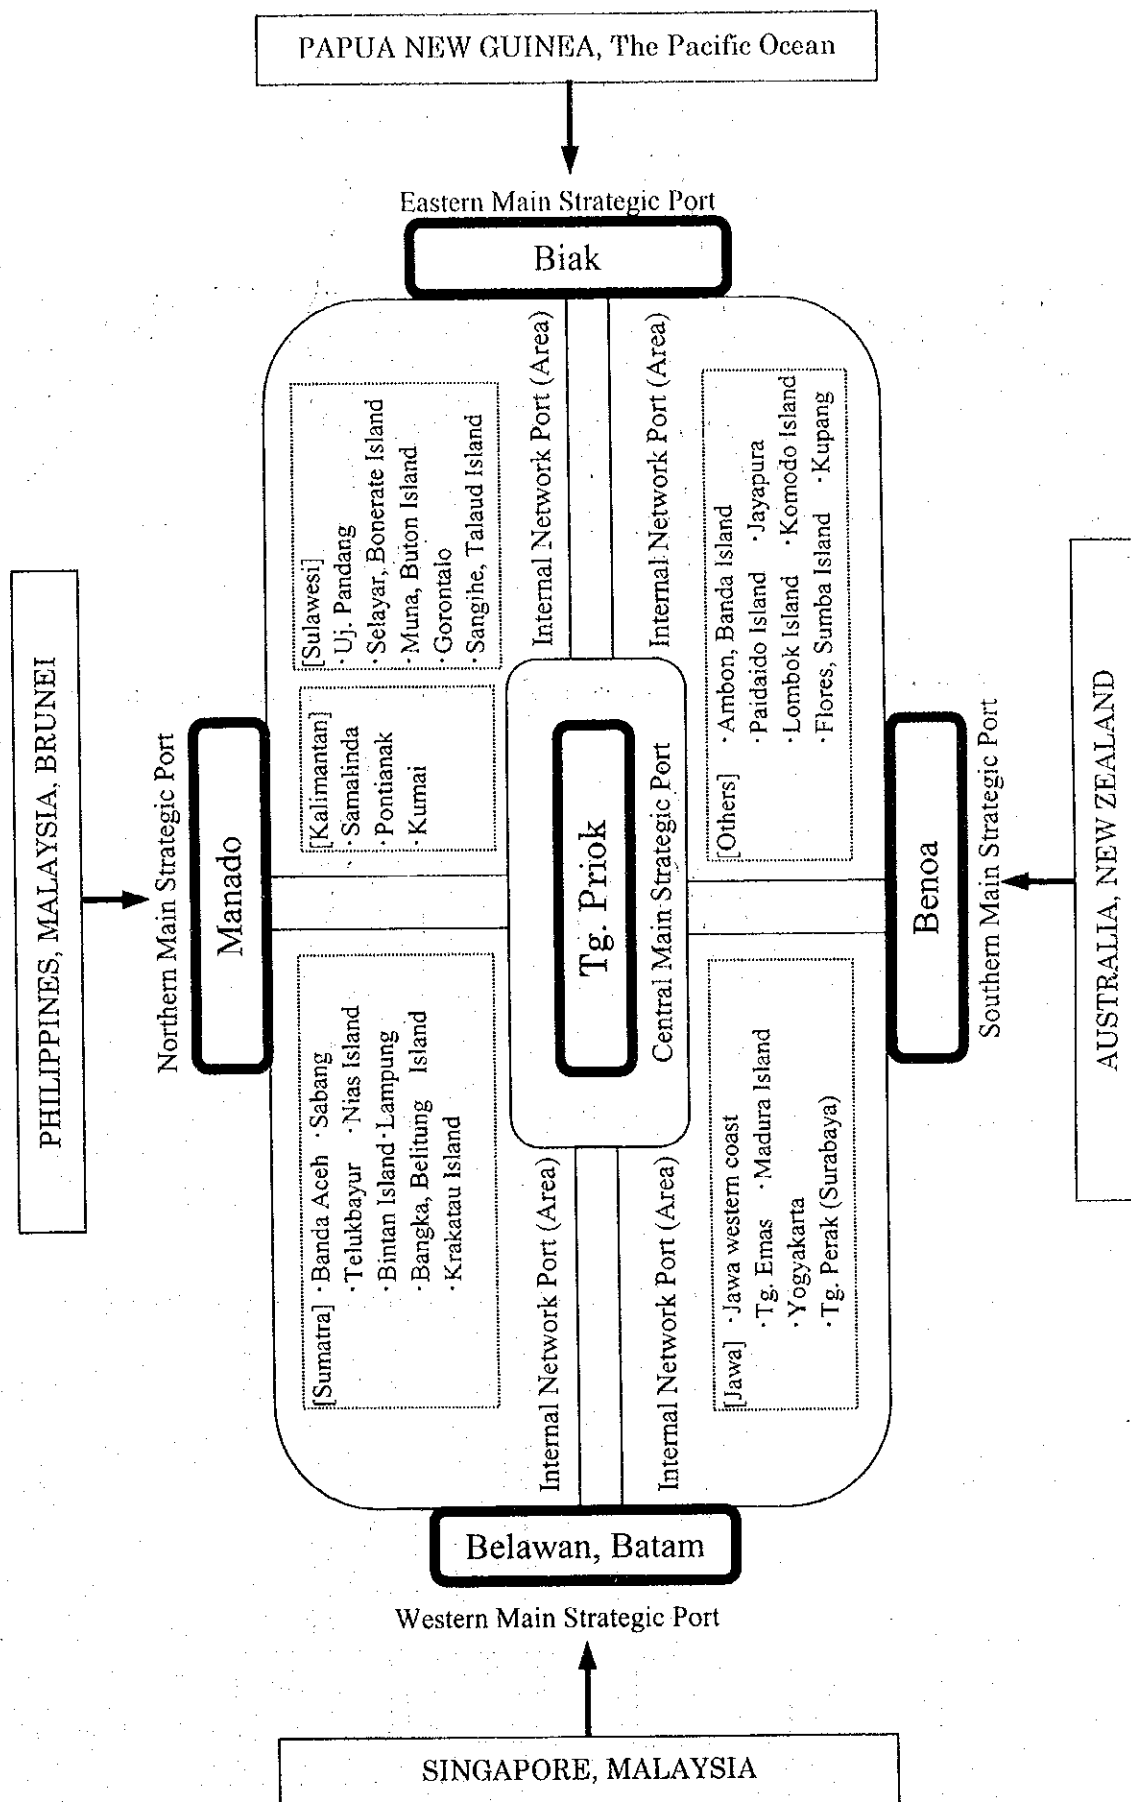 PAPUA NEW GUINEA, The Pacific Ocean
Eastern Main Strategic Port
Biak
PHILIPPINES, MALAYSIA, BRUNEI
Northern Main Strategic Port
Manado
[Sumatra] ·Banda Aceh ·Sabang
·Telukbayur ·Nias Island
·Bintan Island ·Lampung
·Bangka, Belitung Island
·Krakatau Island
Internal Network Port (Area)
[Kalimantan]
·Samalinda
·Pontianak
·Kumai
[Sulawesi]
·Uj. Pandang
·Selayar, Bonerate Island
·Muna, Buton Island
·Gorontalo
·Sangihe, Talaud Island
Internal Network Port (Area)
Tg. Priok
Central Main Strategic Port
Internal Network Port (Area)
[Jawa] ·Jawa western coast
·Tg. Emas ·Madura Island
·Yogyakarta
·Tg. Perak (Surabaya)
Internal Network Port (Area)
[Others] ·Ambon, Banda Island
·Paidaido Island ·Jayapura
·Lombok Island ·Komodo Island
·Flores, Sumba Island ·Kupang
Benoa
Southern Main Strategic Port
AUSTRALIA, NEW ZEALAND
Belawan, Batam
Western Main Strategic Port
SINGAPORE, MALAYSIA